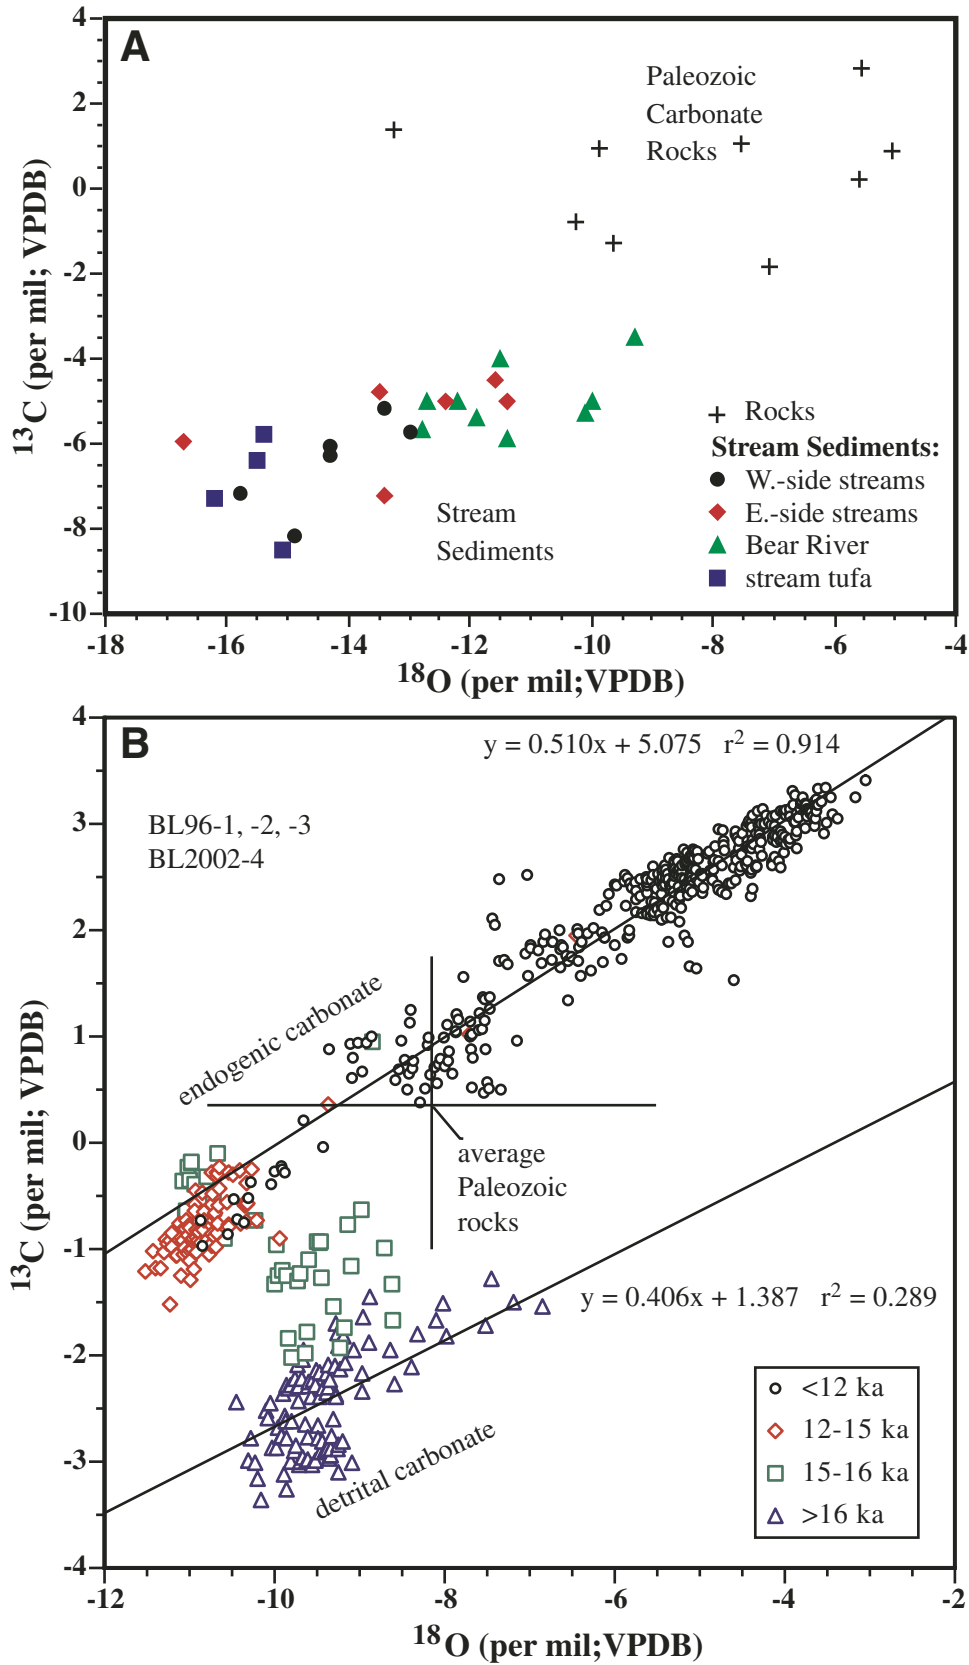 A
Paleozoic
Carbonate
Rocks
Stream
Sediments
Rocks
Stream Sediments:
W.-side streams
E.-side streams
Bear River
stream tufa
4
2
0
-2
-4
-6
-8
-10
13C (per mil; VPDB)
-18 -16 -14 -12 -10 -8 -6 -4
18O (per mil;VPDB)
B
y = 0.510x + 5.075 r2 = 0.914
BL96-1, -2, -3
BL2002-4
endogenic carbonate
average
Paleozoic
rocks
y = 0.406x + 1.387 r2 = 0.289
detrital carbonate
<12 ka
12-15 ka
15-16 ka
>16 ka
4
3
2
1
0
-1
-2
-3
-4
13C (per mil; VPDB)
-12 -10 -8 -6 -4 -2
18O (per mil;VPDB)